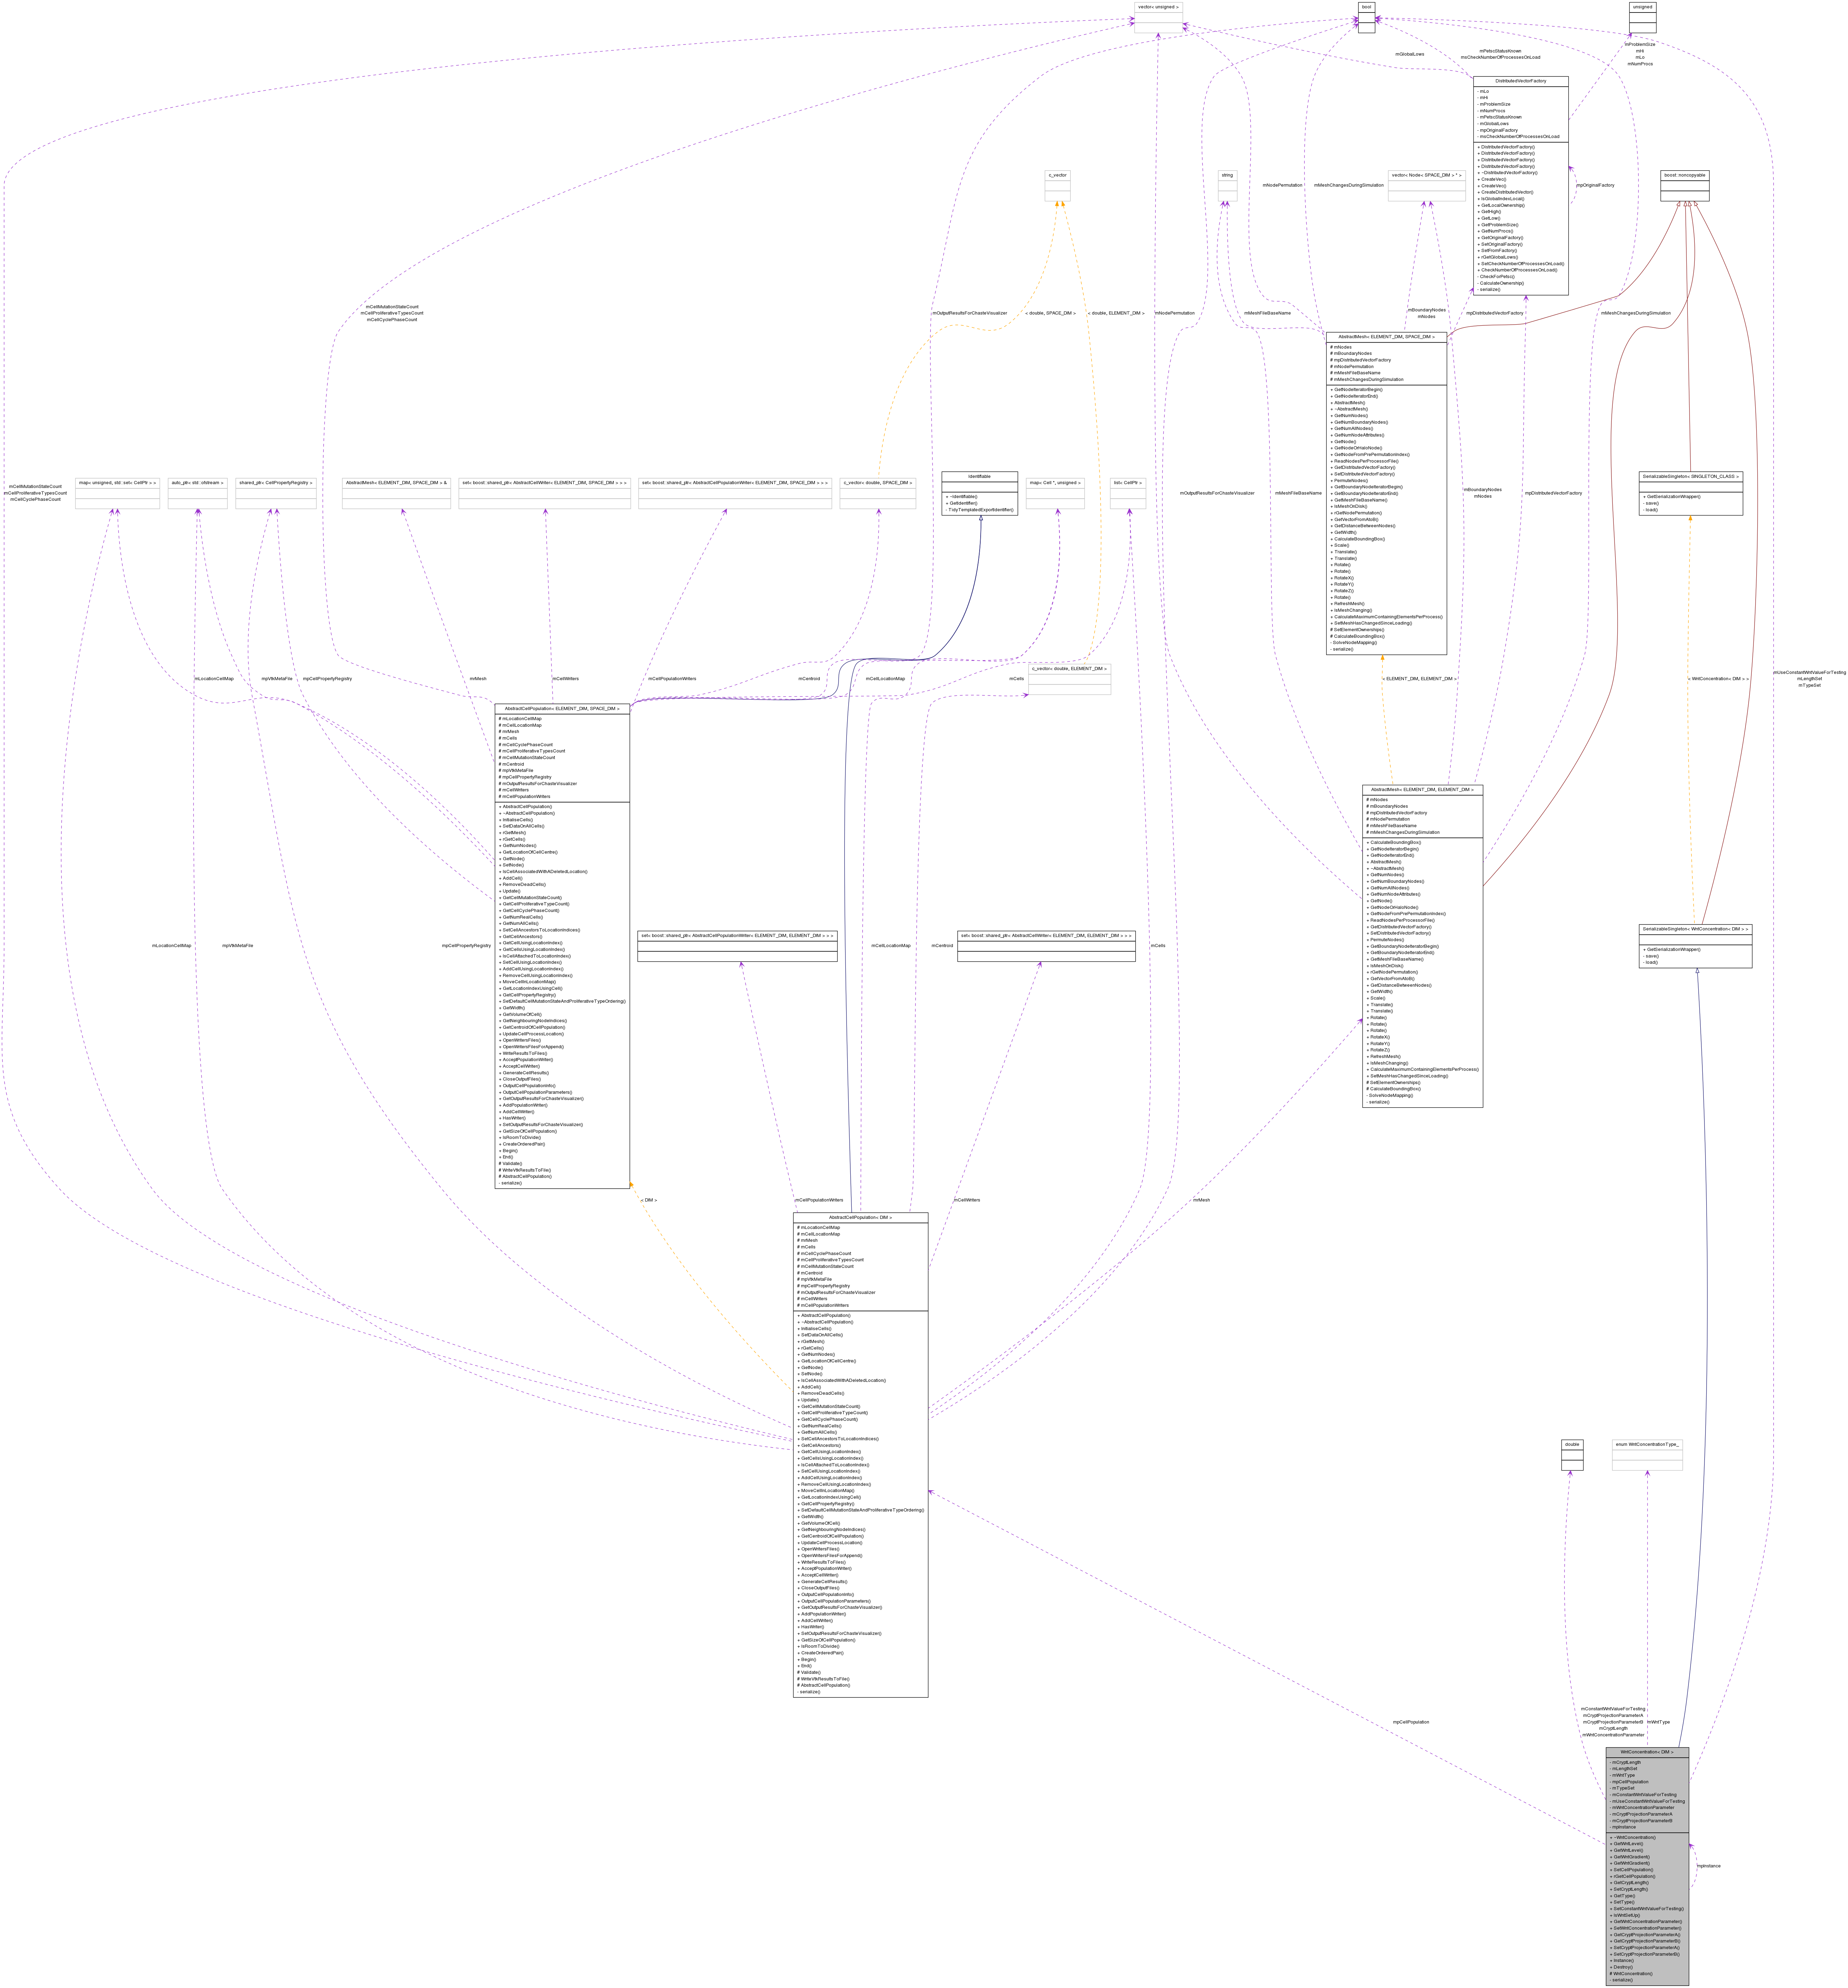 vector< unsigned >
bool
unsigned
mProblemSize
mHi
mLo
mNumProcs
mGlobalLows
mPetscStatusKnown
msCheckNumberOfProcessesOnLoad
DistributedVectorFactory
- mLo
- mHi
- mProblemSize
- mNumProcs
- mPetscStatusKnown
- mGlobalLows
- mpOriginalFactory
- msCheckNumberOfProcessesOnLoad
+ DistributedVectorFactory()
+ DistributedVectorFactory()
+ DistributedVectorFactory()
+ DistributedVectorFactory()
+ ~DistributedVectorFactory()
+ CreateVec()
+ CreateVec()
+ CreateDistributedVector()
+ IsGlobalIndexLocal()
+ GetLocalOwnership()
+ GetHigh()
+ GetLow()
+ GetProblemSize()
+ GetNumProcs()
+ GetOriginalFactory()
+ SetOriginalFactory()
+ SetFromFactory()
+ rGetGlobalLows()
+ SetCheckNumberOfProcessesOnLoad()
+ CheckNumberOfProcessesOnLoad()
- CheckForPetsc()
- CalculateOwnership()
- serialize()
mpOriginalFactory
c_vector
string
vector< Node< SPACE_DIM > * >
boost::noncopyable
mNodePermutation
mMeshChangesDuringSimulation
mCellMutationStateCount
mCellProliferativeTypesCount
mCellCyclePhaseCount
mOutputResultsForChasteVisualizer
< double, SPACE_DIM >
< double, ELEMENT_DIM >
mNodePermutation
mMeshFileBaseName
mBoundaryNodes
mNodes
mpDistributedVectorFactory
mMeshChangesDuringSimulation
AbstractMesh< ELEMENT_DIM, SPACE_DIM >
# mNodes
# mBoundaryNodes
# mpDistributedVectorFactory
# mNodePermutation
# mMeshFileBaseName
# mMeshChangesDuringSimulation
+ GetNodeIteratorBegin()
+ GetNodeIteratorEnd()
+ AbstractMesh()
+ ~AbstractMesh()
+ GetNumNodes()
+ GetNumBoundaryNodes()
+ GetNumAllNodes()
+ GetNumNodeAttributes()
+ GetNode()
+ GetNodeOrHaloNode()
+ GetNodeFromPrePermutationIndex()
+ ReadNodesPerProcessorFile()
+ GetDistributedVectorFactory()
+ SetDistributedVectorFactory()
+ PermuteNodes()
+ GetBoundaryNodeIteratorBegin()
+ GetBoundaryNodeIteratorEnd()
+ GetMeshFileBaseName()
+ IsMeshOnDisk()
+ rGetNodePermutation()
+ GetVectorFromAtoB()
+ GetDistanceBetweenNodes()
+ GetWidth()
+ CalculateBoundingBox()
+ Scale()
+ Translate()
+ Translate()
+ Rotate()
+ Rotate()
+ RotateX()
+ RotateY()
+ RotateZ()
+ Rotate()
+ RefreshMesh()
+ IsMeshChanging()
+ CalculateMaximumContainingElementsPerProcess()
+ SetMeshHasChangedSinceLoading()
# SetElementOwnerships()
# CalculateBoundingBox()
- SolveNodeMapping()
- serialize()
mCellMutationStateCount
mCellProliferativeTypesCount
mCellCyclePhaseCount
map< unsigned, std::set< CellPtr > >
auto_ptr< std::ofstream >
shared_ptr< CellPropertyRegistry >
AbstractMesh< ELEMENT_DIM, SPACE_DIM > &
set< boost::shared_ptr< AbstractCellWriter< ELEMENT_DIM, SPACE_DIM > > >
set< boost::shared_ptr< AbstractCellPopulationWriter< ELEMENT_DIM, SPACE_DIM > > >
c_vector< double, SPACE_DIM >
Identifiable
+ ~Identifiable()
+ GetIdentifier()
- TidyTemplatedExportIdentifier()
map< Cell *, unsigned >
list< CellPtr >
mOutputResultsForChasteVisualizer
mMeshFileBaseName
mBoundaryNodes
mNodes
mpDistributedVectorFactory
SerializableSingleton< SINGLETON_CLASS >
+ GetSerializationWrapper()
- save()
- load()
mLocationCellMap
mpVtkMetaFile
mpCellPropertyRegistry
mrMesh
mCellWriters
mCellPopulationWriters
mCentroid
mCellLocationMap
mCells
c_vector< double, ELEMENT_DIM >
< ELEMENT_DIM, ELEMENT_DIM >
< WntConcentration< DIM > >
mUseConstantWntValueForTesting
mLengthSet
mTypeSet
AbstractCellPopulation< ELEMENT_DIM, SPACE_DIM >
# mLocationCellMap
# mCellLocationMap
# mrMesh
# mCells
# mCellCyclePhaseCount
# mCellProliferativeTypesCount
# mCellMutationStateCount
# mCentroid
# mpVtkMetaFile
# mpCellPropertyRegistry
# mOutputResultsForChasteVisualizer
# mCellWriters
# mCellPopulationWriters
+ AbstractCellPopulation()
+ ~AbstractCellPopulation()
+ InitialiseCells()
+ SetDataOnAllCells()
+ rGetMesh()
+ rGetCells()
+ GetNumNodes()
+ GetLocationOfCellCentre()
+ GetNode()
+ SetNode()
+ IsCellAssociatedWithADeletedLocation()
+ AddCell()
+ RemoveDeadCells()
+ Update()
+ GetCellMutationStateCount()
+ GetCellProliferativeTypeCount()
+ GetCellCyclePhaseCount()
+ GetNumRealCells()
+ GetNumAllCells()
+ SetCellAncestorsToLocationIndices()
+ GetCellAncestors()
+ GetCellUsingLocationIndex()
+ GetCellsUsingLocationIndex()
+ IsCellAttachedToLocationIndex()
+ SetCellUsingLocationIndex()
+ AddCellUsingLocationIndex()
+ RemoveCellUsingLocationIndex()
+ MoveCellInLocationMap()
+ GetLocationIndexUsingCell()
+ GetCellPropertyRegistry()
+ SetDefaultCellMutationStateAndProliferativeTypeOrdering()
+ GetWidth()
+ GetVolumeOfCell()
+ GetNeighbouringNodeIndices()
+ GetCentroidOfCellPopulation()
+ UpdateCellProcessLocation()
+ OpenWritersFiles()
+ OpenWritersFilesForAppend()
+ WriteResultsToFiles()
+ AcceptPopulationWriter()
+ AcceptCellWriter()
+ GenerateCellResults()
+ CloseOutputFiles()
+ OutputCellPopulationInfo()
+ OutputCellPopulationParameters()
+ GetOutputResultsForChasteVisualizer()
+ AddPopulationWriter()
+ AddCellWriter()
+ HasWriter()
+ SetOutputResultsForChasteVisualizer()
+ GetSizeOfCellPopulation()
+ IsRoomToDivide()
+ CreateOrderedPair()
+ Begin()
+ End()
# Validate()
# WriteVtkResultsToFile()
# AbstractCellPopulation()
- serialize()
AbstractMesh< ELEMENT_DIM, ELEMENT_DIM >
# mNodes
# mBoundaryNodes
# mpDistributedVectorFactory
# mNodePermutation
# mMeshFileBaseName
# mMeshChangesDuringSimulation
+ CalculateBoundingBox()
+ GetNodeIteratorBegin()
+ GetNodeIteratorEnd()
+ AbstractMesh()
+ ~AbstractMesh()
+ GetNumNodes()
+ GetNumBoundaryNodes()
+ GetNumAllNodes()
+ GetNumNodeAttributes()
+ GetNode()
+ GetNodeOrHaloNode()
+ GetNodeFromPrePermutationIndex()
+ ReadNodesPerProcessorFile()
+ GetDistributedVectorFactory()
+ SetDistributedVectorFactory()
+ PermuteNodes()
+ GetBoundaryNodeIteratorBegin()
+ GetBoundaryNodeIteratorEnd()
+ GetMeshFileBaseName()
+ IsMeshOnDisk()
+ rGetNodePermutation()
+ GetVectorFromAtoB()
+ GetDistanceBetweenNodes()
+ GetWidth()
+ Scale()
+ Translate()
+ Translate()
+ Rotate()
+ Rotate()
+ Rotate()
+ RotateX()
+ RotateY()
+ RotateZ()
+ RefreshMesh()
+ IsMeshChanging()
+ CalculateMaximumContainingElementsPerProcess()
+ SetMeshHasChangedSinceLoading()
# SetElementOwnerships()
# CalculateBoundingBox()
- SolveNodeMapping()
- serialize()
mLocationCellMap
mpVtkMetaFile
mpCellPropertyRegistry
set< boost::shared_ptr< AbstractCellPopulationWriter< ELEMENT_DIM, ELEMENT_DIM > > >
mCellLocationMap
mCentroid
set< boost::shared_ptr< AbstractCellWriter< ELEMENT_DIM, ELEMENT_DIM > > >
mCells
SerializableSingleton< WntConcentration< DIM > >
+ GetSerializationWrapper()
- save()
- load()
< DIM >
mCellPopulationWriters
mCellWriters
mrMesh
AbstractCellPopulation< DIM >
# mLocationCellMap
# mCellLocationMap
# mrMesh
# mCells
# mCellCyclePhaseCount
# mCellProliferativeTypesCount
# mCellMutationStateCount
# mCentroid
# mpVtkMetaFile
# mpCellPropertyRegistry
# mOutputResultsForChasteVisualizer
# mCellWriters
# mCellPopulationWriters
+ AbstractCellPopulation()
+ ~AbstractCellPopulation()
+ InitialiseCells()
+ SetDataOnAllCells()
+ rGetMesh()
+ rGetCells()
+ GetNumNodes()
+ GetLocationOfCellCentre()
+ GetNode()
+ SetNode()
+ IsCellAssociatedWithADeletedLocation()
+ AddCell()
+ RemoveDeadCells()
+ Update()
+ GetCellMutationStateCount()
+ GetCellProliferativeTypeCount()
+ GetCellCyclePhaseCount()
+ GetNumRealCells()
+ GetNumAllCells()
+ SetCellAncestorsToLocationIndices()
+ GetCellAncestors()
+ GetCellUsingLocationIndex()
+ GetCellsUsingLocationIndex()
+ IsCellAttachedToLocationIndex()
+ SetCellUsingLocationIndex()
+ AddCellUsingLocationIndex()
+ RemoveCellUsingLocationIndex()
+ MoveCellInLocationMap()
+ GetLocationIndexUsingCell()
+ GetCellPropertyRegistry()
+ SetDefaultCellMutationStateAndProliferativeTypeOrdering()
+ GetWidth()
+ GetVolumeOfCell()
+ GetNeighbouringNodeIndices()
+ GetCentroidOfCellPopulation()
+ UpdateCellProcessLocation()
+ OpenWritersFiles()
+ OpenWritersFilesForAppend()
+ WriteResultsToFiles()
+ AcceptPopulationWriter()
+ AcceptCellWriter()
+ GenerateCellResults()
+ CloseOutputFiles()
+ OutputCellPopulationInfo()
+ OutputCellPopulationParameters()
+ GetOutputResultsForChasteVisualizer()
+ AddPopulationWriter()
+ AddCellWriter()
+ HasWriter()
+ SetOutputResultsForChasteVisualizer()
+ GetSizeOfCellPopulation()
+ IsRoomToDivide()
+ CreateOrderedPair()
+ Begin()
+ End()
# Validate()
# WriteVtkResultsToFile()
# AbstractCellPopulation()
- serialize()
double
enum WntConcentrationType_
mpCellPopulation
mConstantWntValueForTesting
mCryptProjectionParameterA
mCryptProjectionParameterB
mCryptLength
mWntConcentrationParameter
mWntType
WntConcentration< DIM >
- mCryptLength
- mLengthSet
- mWntType
- mpCellPopulation
- mTypeSet
- mConstantWntValueForTesting
- mUseConstantWntValueForTesting
- mWntConcentrationParameter
- mCryptProjectionParameterA
- mCryptProjectionParameterB
- mpInstance
+ ~WntConcentration()
+ GetWntLevel()
+ GetWntLevel()
+ GetWntGradient()
+ GetWntGradient()
+ SetCellPopulation()
+ rGetCellPopulation()
+ GetCryptLength()
+ SetCryptLength()
+ GetType()
+ SetType()
+ SetConstantWntValueForTesting()
+ IsWntSetUp()
+ GetWntConcentrationParameter()
+ SetWntConcentrationParameter()
+ GetCryptProjectionParameterA()
+ GetCryptProjectionParameterB()
+ SetCryptProjectionParameterA()
+ SetCryptProjectionParameterB()
+ Instance()
+ Destroy()
# WntConcentration()
- serialize()
mpInstance